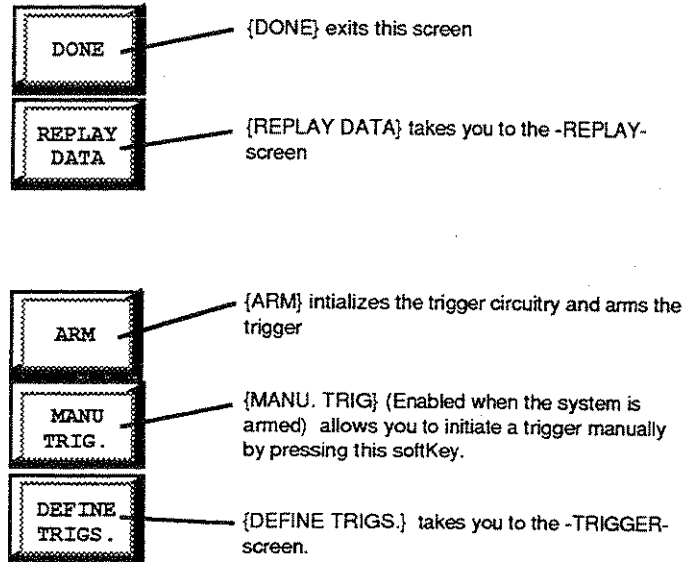 DONE
{DONE} exits this screen
REPLAY
DATA
{REPLAY DATA} takes you to the -REPLAY-
screen
ARM
{ARM} intializes the trigger circuitry and arms the
trigger
MANU
TRIG.
{MANU. TRIG} (Enabled when the system is
armed) allows you to initiate a trigger manually
by pressing this softKey.
DEFINE
TRIGS.
{DEFINE TRIGS.} takes you to the -TRIGGER-
screen.